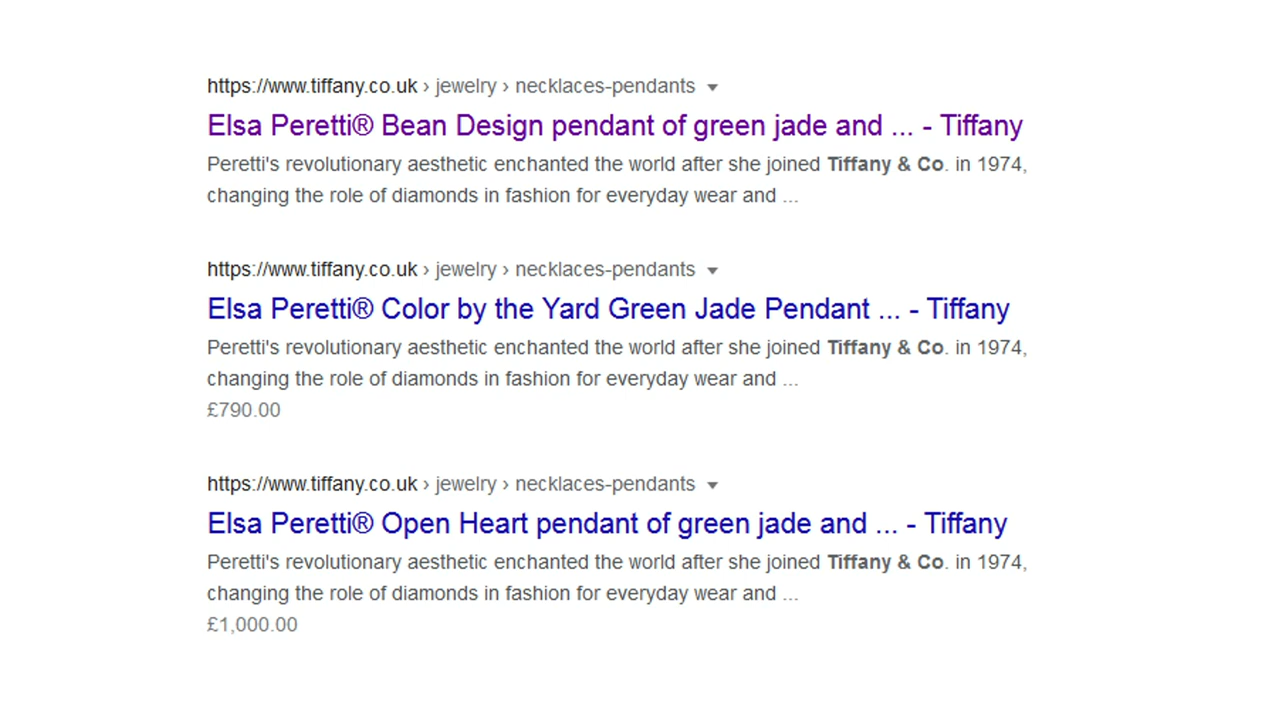 https://www.tiffany.co.uk › jewelry › necklaces-pendants
Elsa Peretti® Bean Design pendant of green jade and ... - Tiffany
Peretti's revolutionary aesthetic enchanted the world after she joined Tiffany & Co. in 1974,
changing the role of diamonds in fashion for everyday wear and ...
https://www.tiffany.co.uk › jewelry › necklaces-pendants
Elsa Peretti® Color by the Yard Green Jade Pendant ... - Tiffany
Peretti's revolutionary aesthetic enchanted the world after she joined Tiffany & Co. in 1974,
changing the role of diamonds in fashion for everyday wear and ...
£790.00
https://www.tiffany.co.uk › jewelry › necklaces-pendants
Elsa Peretti® Open Heart pendant of green jade and ... - Tiffany
Peretti's revolutionary aesthetic enchanted the world after she joined Tiffany & Co. in 1974,
changing the role of diamonds in fashion for everyday wear and ...
£1,000.00